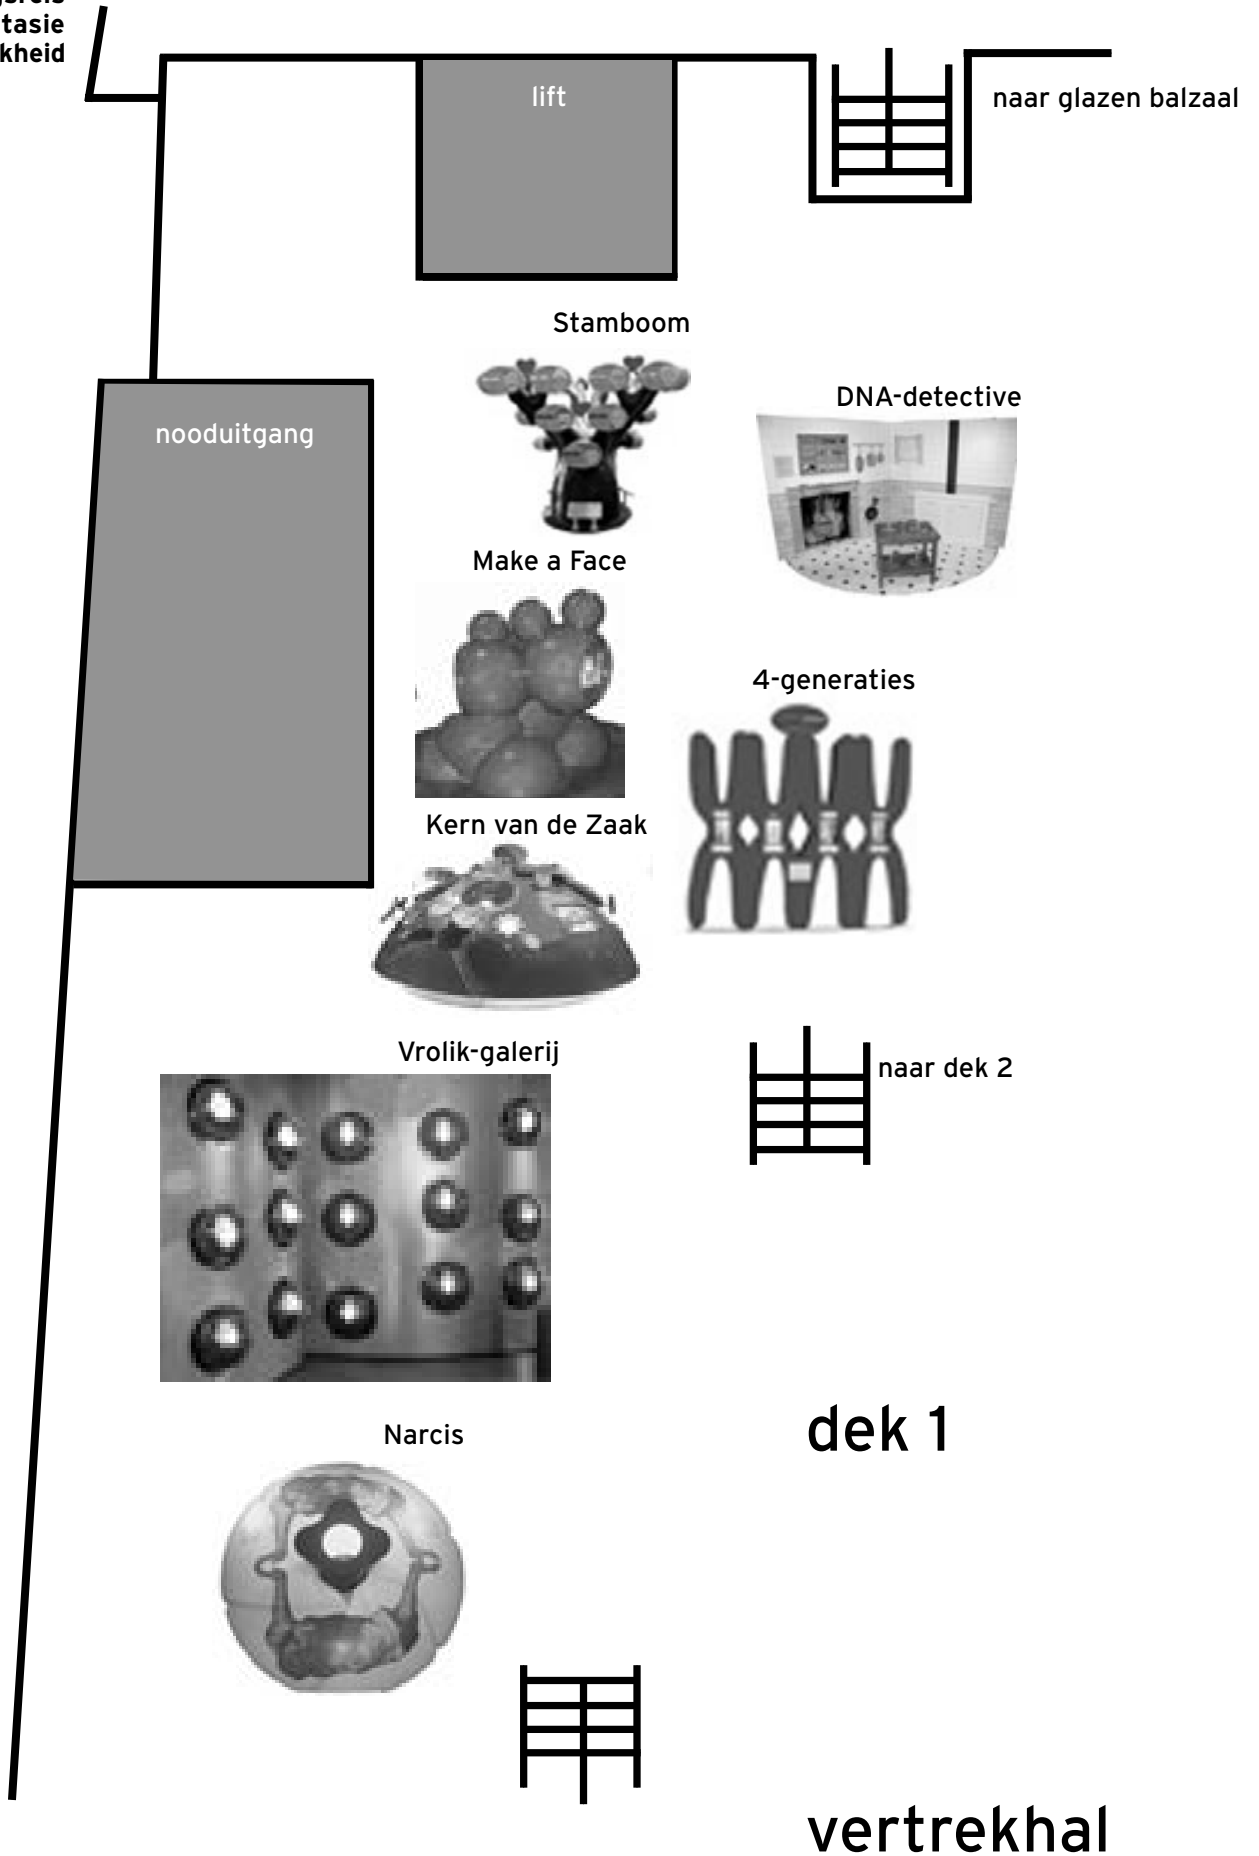 tasie
kheid
lift
naar glazen balzaal
Stamboom
DNA-detective
nooduitgang
Make a Face
4-generaties
Kern van de Zaak
Vrolik-galerij
naar dek 2
dek 1
Narcis
vertrekhal